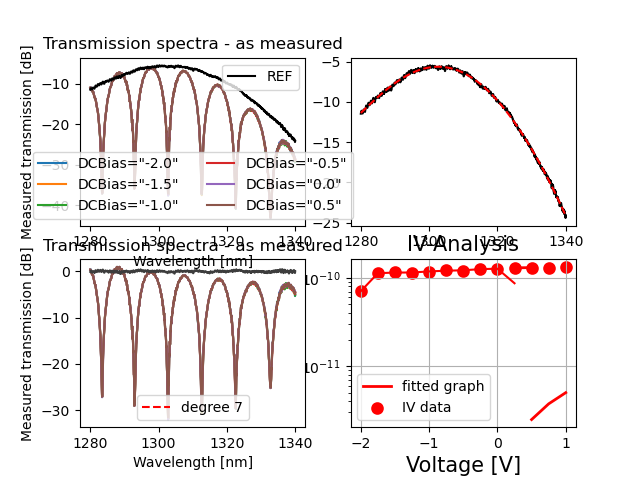 Transmission spectra - as measured
Measured transmission [dB]
−10
−20
−30
−40
REF
DCBias="-2.0"
DCBias="-1.5"
DCBias="-1.0"
DCBias="-0.5"
DCBias="0.0"
DCBias="0.5"
1280
1300
1320
1340
Wavelength [nm]
−5
−10
−15
−25
1280
1300
1320
1340
Transmission spectra - as measured
Measured transmission [dB]
0
−10
−20
−30
degree 7
1280
1300
1320
1340
Wavelength [nm]
IV Analysis
10−10
10−11
fitted graph
IV data
−2
−1
0
1
Voltage [V]